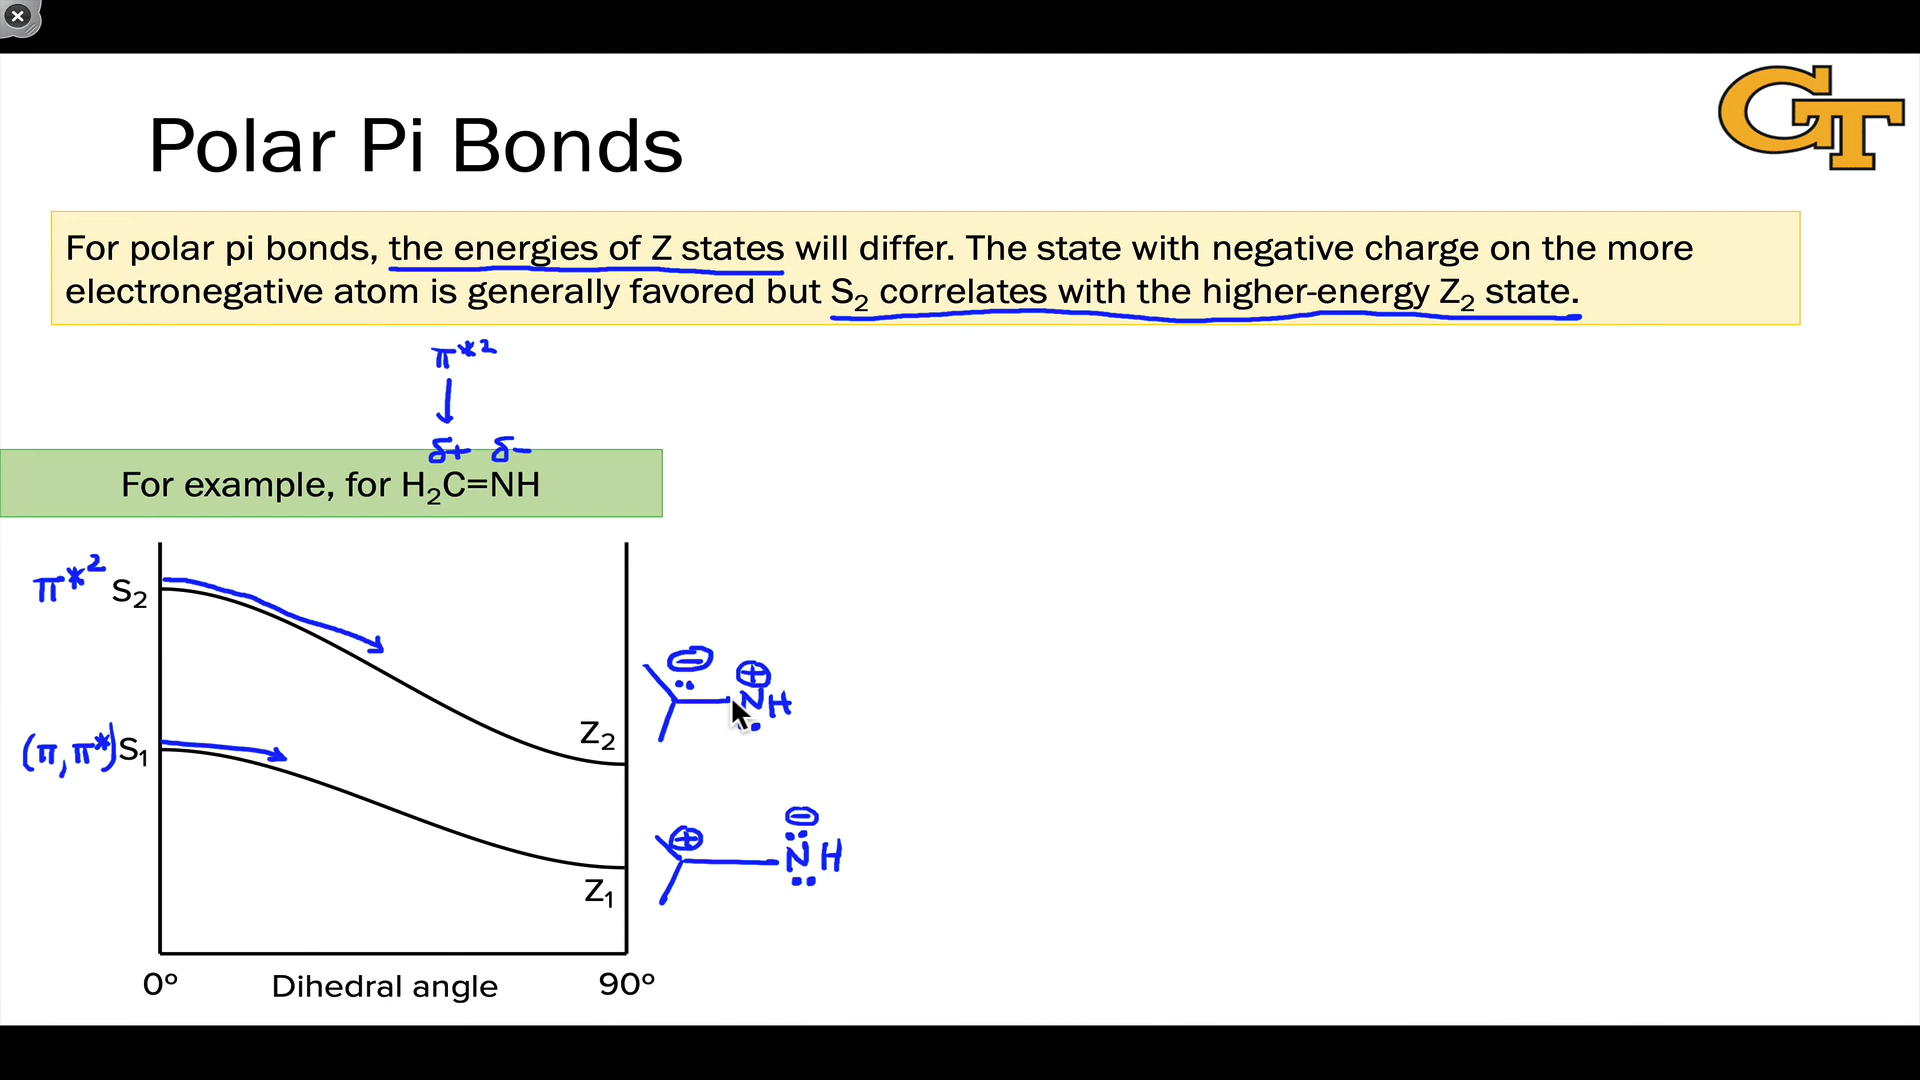 GT
Polar Pi Bonds
For polar pi bonds, the energies of Z states will differ. The state with negative charge on the more
electronegative atom is generally favored but S₂ correlates with the higher-energy Z₂ state.
π*²
δ+ δ−
For example, for H₂C=NH
π*² S₂
(π,π*) S₁
Z₂
Z₁
− ⊕
N H
⊕ −
N H
0º Dihedral angle 90º